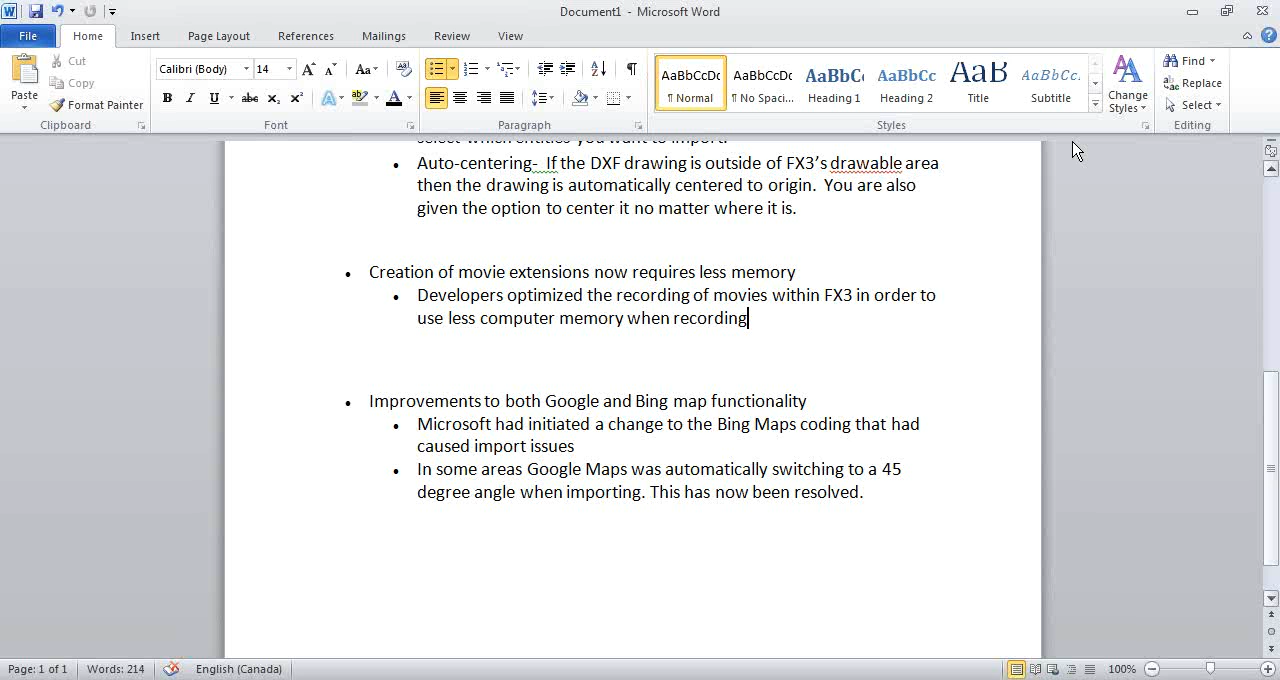 Document1 - Microsoft Word
File Home Insert Page Layout References Mailings Review View
Paste Cut Copy Format Painter
Clipboard
Calibri (Body) 14
Font
Paragraph
AaBbCcDc AaBbCcDc AaBbCc AaBbCc AaB AaBbCc.
¶ Normal ¶ No Spaci... Heading 1 Heading 2 Title Subtitle
Change Styles
Styles
Find
Replace
Select
Editing
select which entities you want to import.
• Auto-centering- If the DXF drawing is outside of FX3’s drawable area
then the drawing is automatically centered to origin. You are also
given the option to center it no matter where it is.
• Creation of movie extensions now requires less memory
• Developers optimized the recording of movies within FX3 in order to
use less computer memory when recording
• Improvements to both Google and Bing map functionality
• Microsoft had initiated a change to the Bing Maps coding that had
caused import issues
• In some areas Google Maps was automatically switching to a 45
degree angle when importing. This has now been resolved.
Page: 1 of 1 Words: 214 English (Canada) 100%